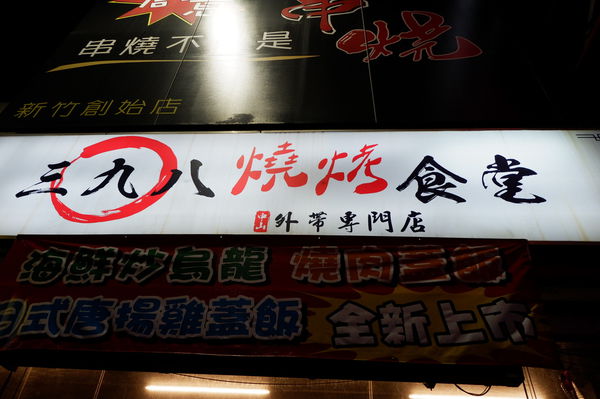 串燒
串燒不 是
新竹創始店
三九八燒烤食堂
中山 外帶專門店
海鮮炒烏龍 燒肉蓋飯
日式唐揚雞蓋飯 全新上市